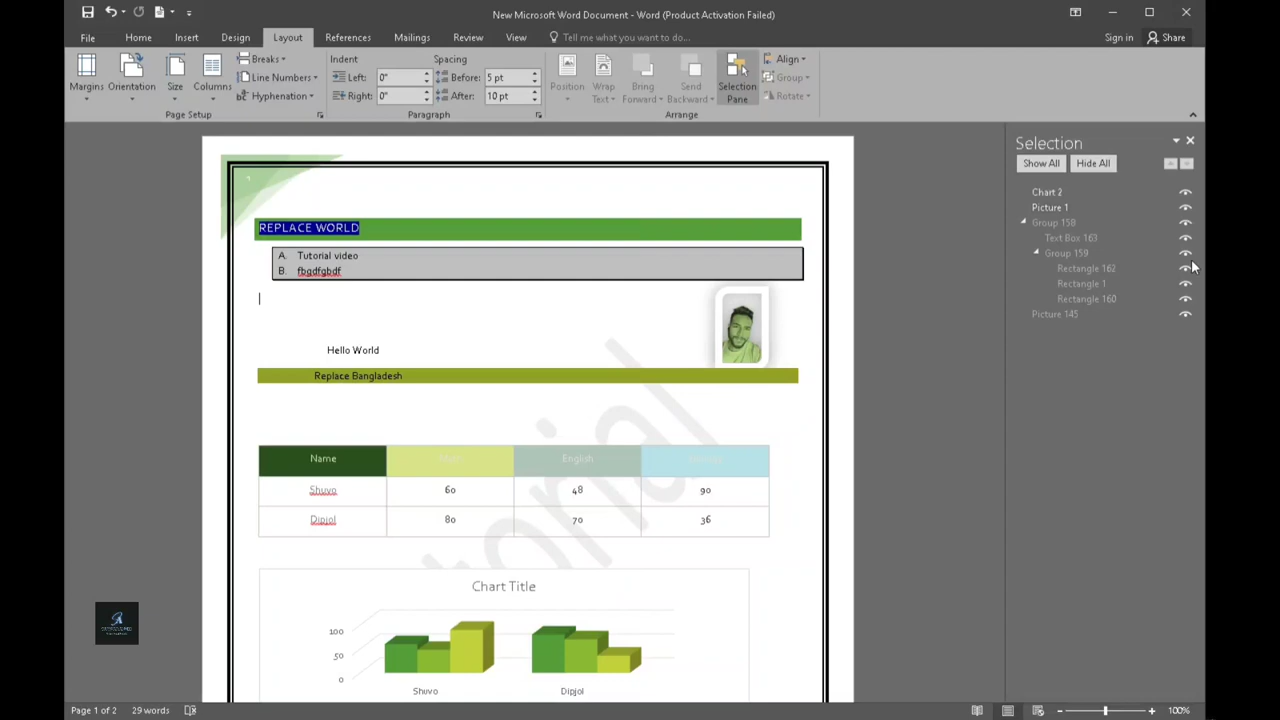 New Microsoft Word Document - Word (Product Activation Failed)
File Home Insert Design Layout References Mailings Review View Tell me what you want to do... Sign in Share
Margins Orientation Size Columns Breaks Line Numbers Hyphenation
Page Setup
Indent Spacing
Left: 0" Before: 5 pt
Right: 0" After: 10 pt
Paragraph
Position Wrap Text Bring Forward Send Backward Selection Pane Align Group Rotate
Arrange
REPLACE WORLD
A. Tutorial video
B. fbgdfgbdf
Hello World
Replace Bangladesh
Name English
Shuvo 60 48 90
Dipjol 80 70 36
Chart Title
100
50
0
Shuvo Dipjol
Selection
Show All Hide All
Chart 2
Picture 1
Group 158
Text Box 163
Group 159
Rectangle 162
Rectangle 1
Rectangle 160
Picture 145
Page 1 of 2 29 words 100%